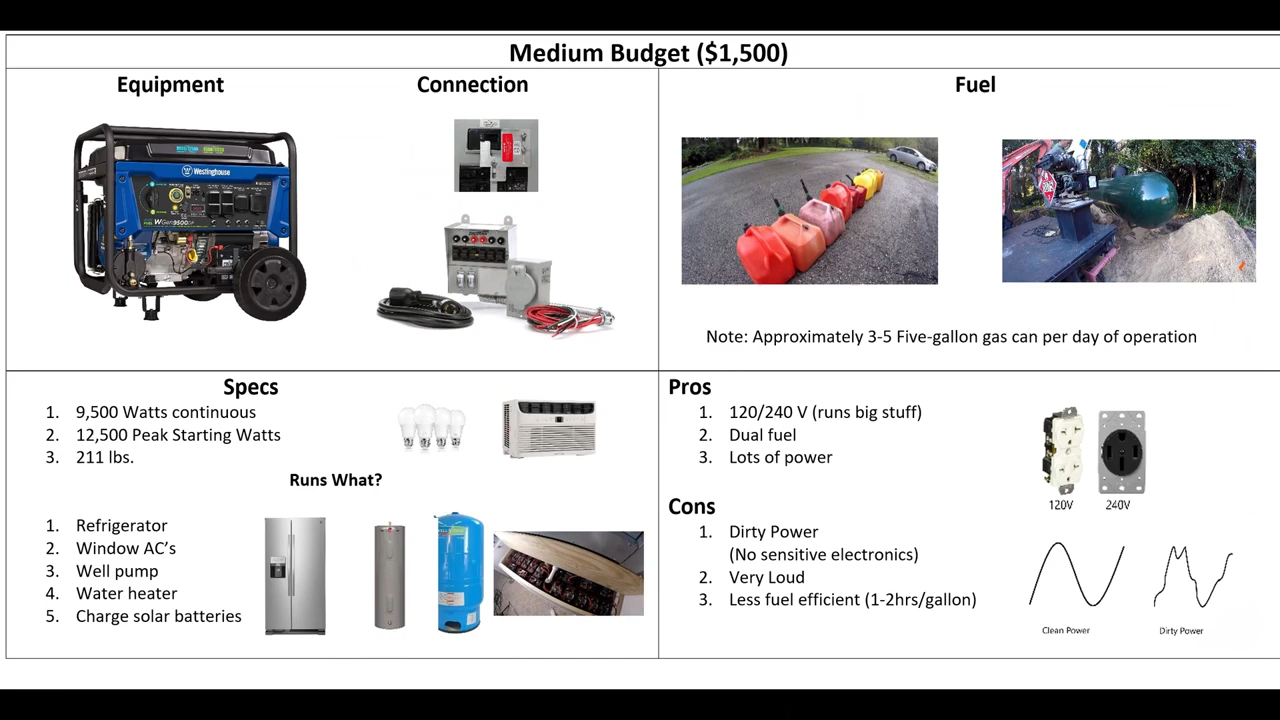 Medium Budget ($1,500)
Equipment
Connection
Fuel
Westinghouse
WGen9500DF
Note: Approximately 3-5 Five-gallon gas can per day of operation
Specs
1. 9,500 Watts continuous
2. 12,500 Peak Starting Watts
3. 211 lbs.
Runs What?
1. Refrigerator
2. Window AC’s
3. Well pump
4. Water heater
5. Charge solar batteries
Pros
1. 120/240 V (runs big stuff)
2. Dual fuel
3. Lots of power
120V
240V
Cons
1. Dirty Power
(No sensitive electronics)
2. Very Loud
3. Less fuel efficient (1-2hrs/gallon)
Clean Power
Dirty Power